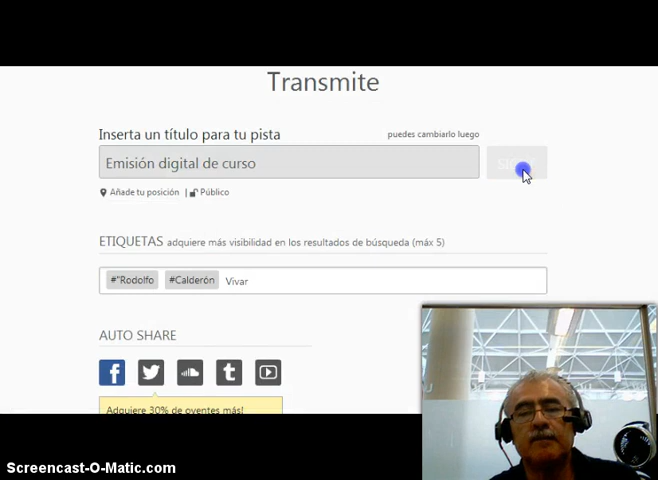 Transmite
Inserta un título para tu pista
puedes cambiarlo luego
Emisión digital de curso
Añade tu posición | Público
ETIQUETAS adquiere más visibilidad en los resultados de búsqueda (máx 5)
#"Rodolfo #Calderón Vivar
AUTO SHARE
Adquiere 30% de oyentes más!
Screencast-O-Matic.com